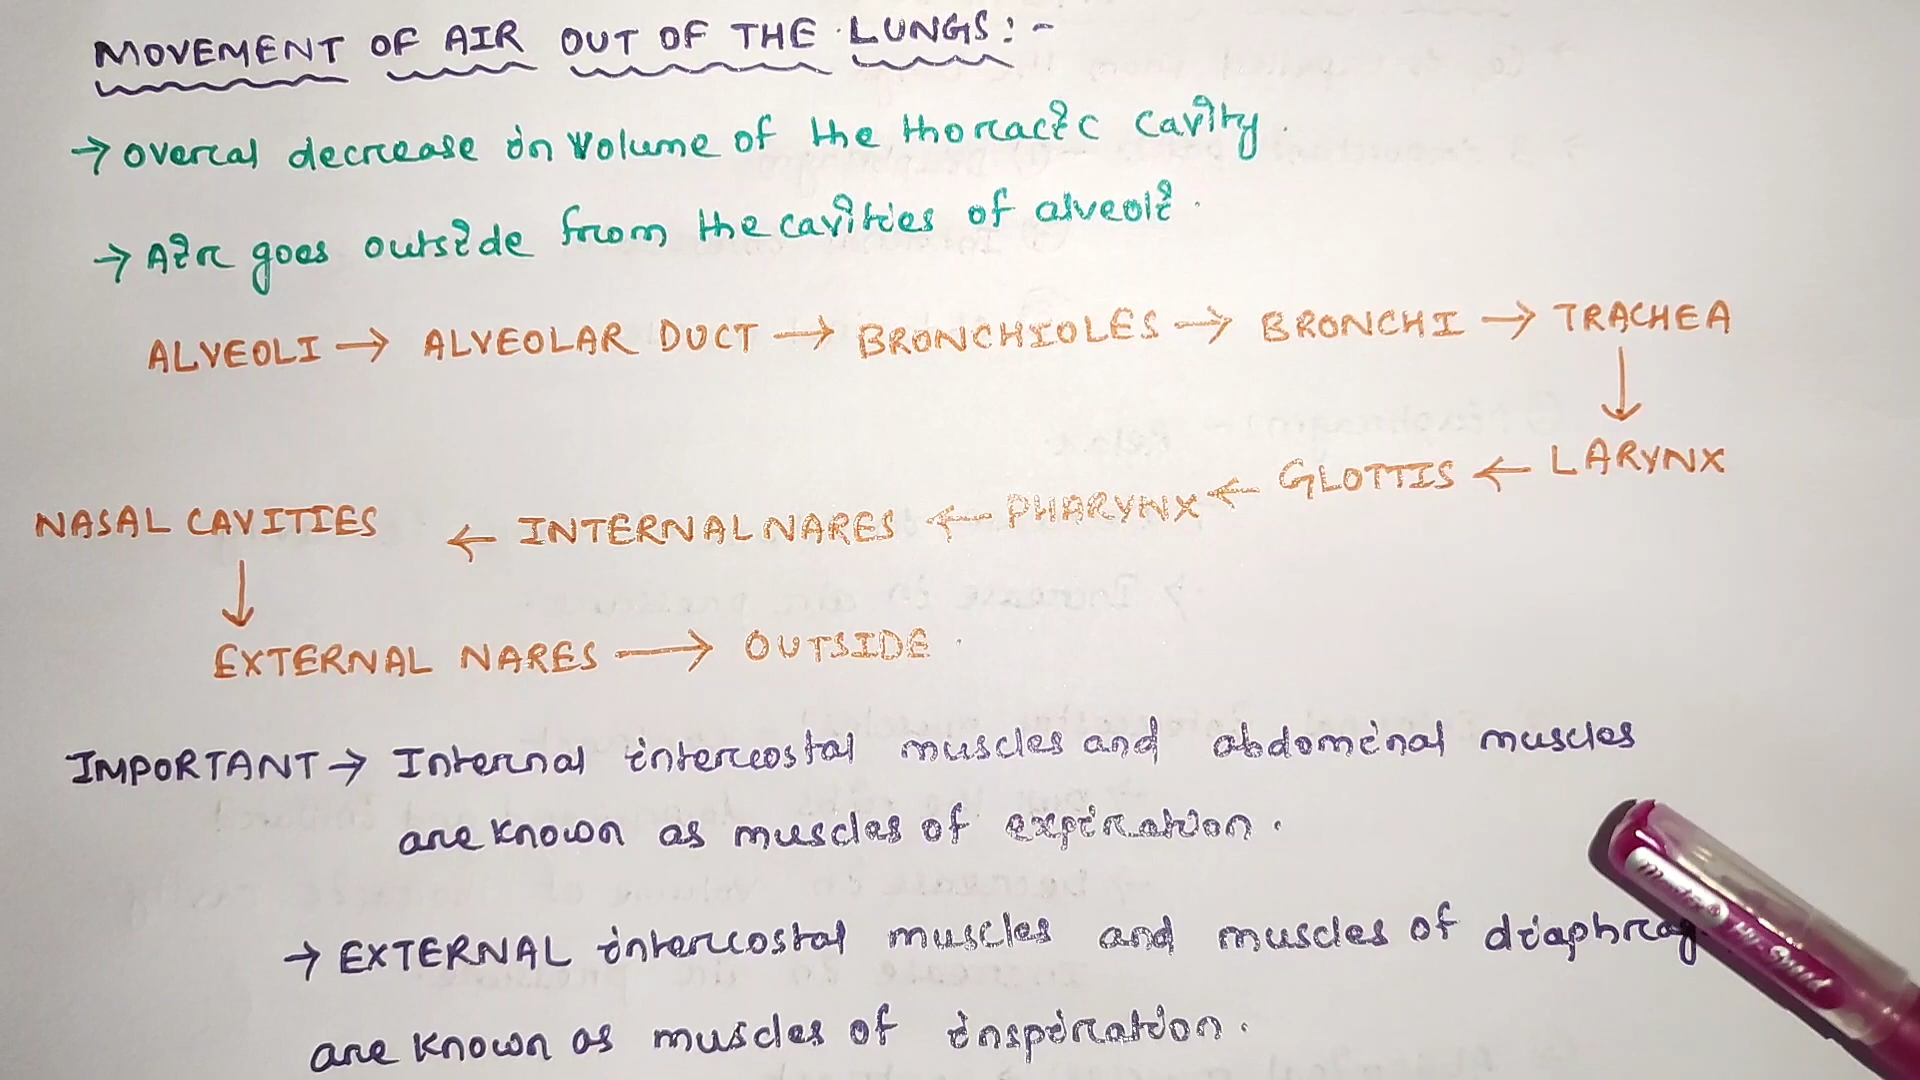 MOVEMENT OF AIR OUT OF THE LUNGS:-
→ overal decrease in volume of the thoracic cavity.
→ Air goes outside from the cavities of alveoli.
ALVEOLI → ALVEOLAR DUCT → BRONCHIOLES → BRONCHI → TRACHEA
↓
NASAL CAVITIES ← INTERNAL NARES ← PHARYNX ← GLOTTIS ← LARYNX
↓
EXTERNAL NARES → OUTSIDE.
IMPORTANT → Internal intercostal muscles and abdominal muscles
are known as muscles of expiration.
→ EXTERNAL intercostal muscles and muscles of diaphrag
are known as muscles of inspiration.
Hi-Speed